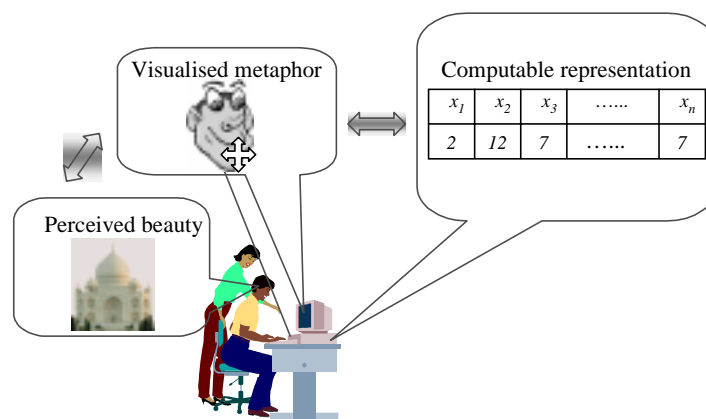 Visualised metaphor
Computable representation
x1 x2 x3 …... xn
2 12 7 …... 7
Perceived beauty